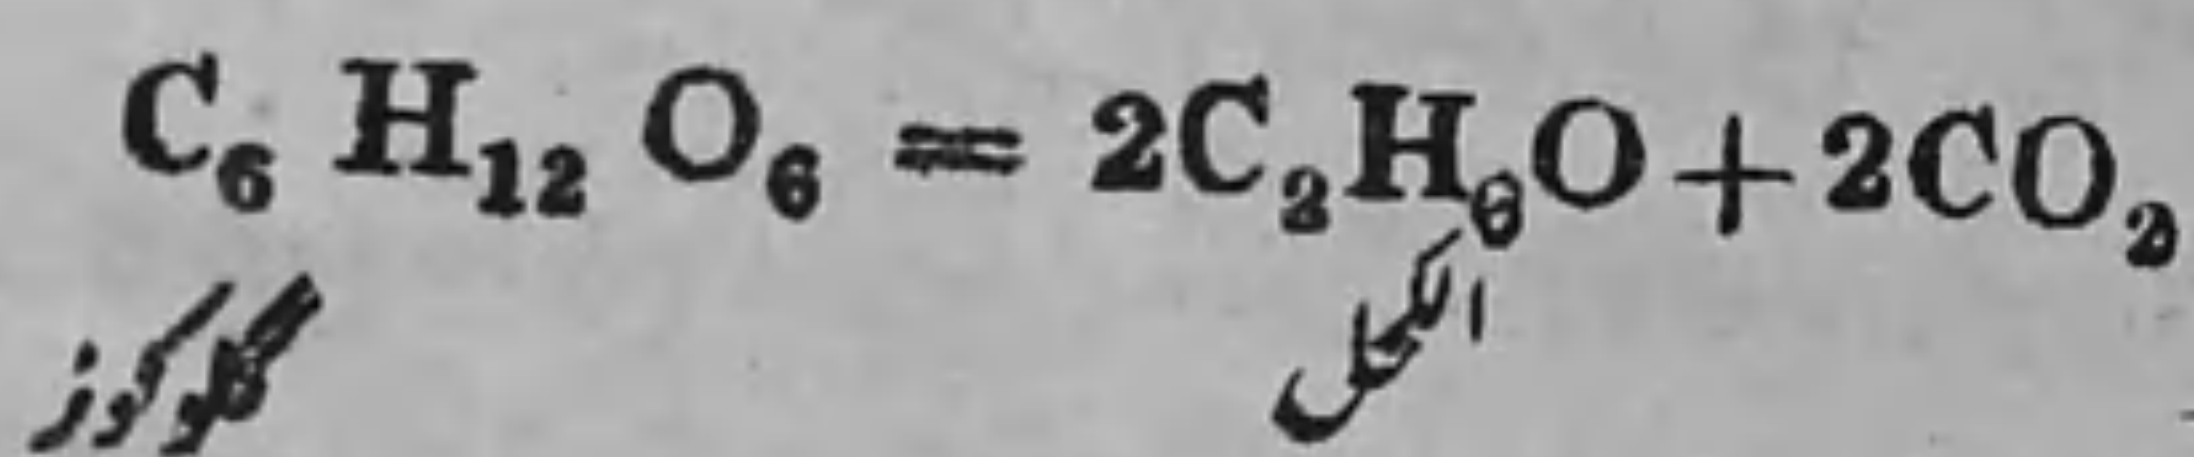 C₆ H₁₂ O₆ = 2C₂H₆O + 2CO₂
گلوکوز الکحل